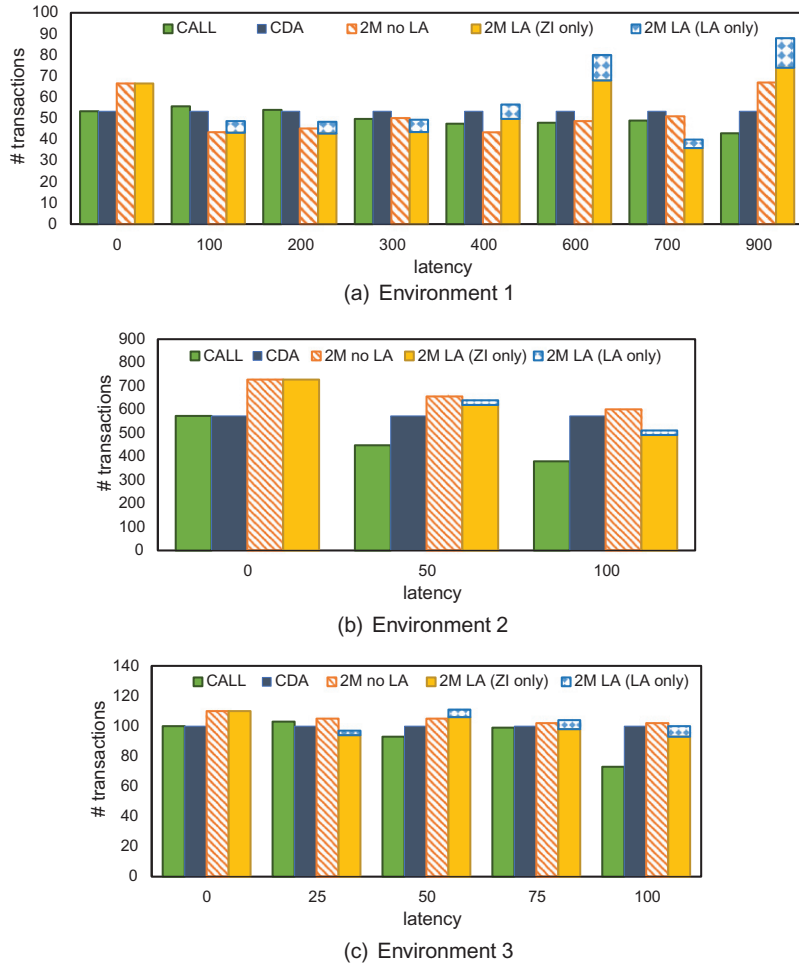 CALL CDA 2M no LA 2M LA (ZI only) 2M LA (LA only)
100
90
80
70
60
50
40
30
20
10
0
# transactions
0 100 200 300 400 600 700 900
latency
(a) Environment 1
900
800
700
600
500
400
300
200
100
0
CALL CDA 2M no LA 2M LA (ZI only) 2M LA (LA only)
# transactions
0 50 100
latency
(b) Environment 2
140
120
100
80
60
40
20
0
CALL CDA 2M no LA 2M LA (ZI only) 2M LA (LA only)
# transactions
0 25 50 75 100
latency
(c) Environment 3